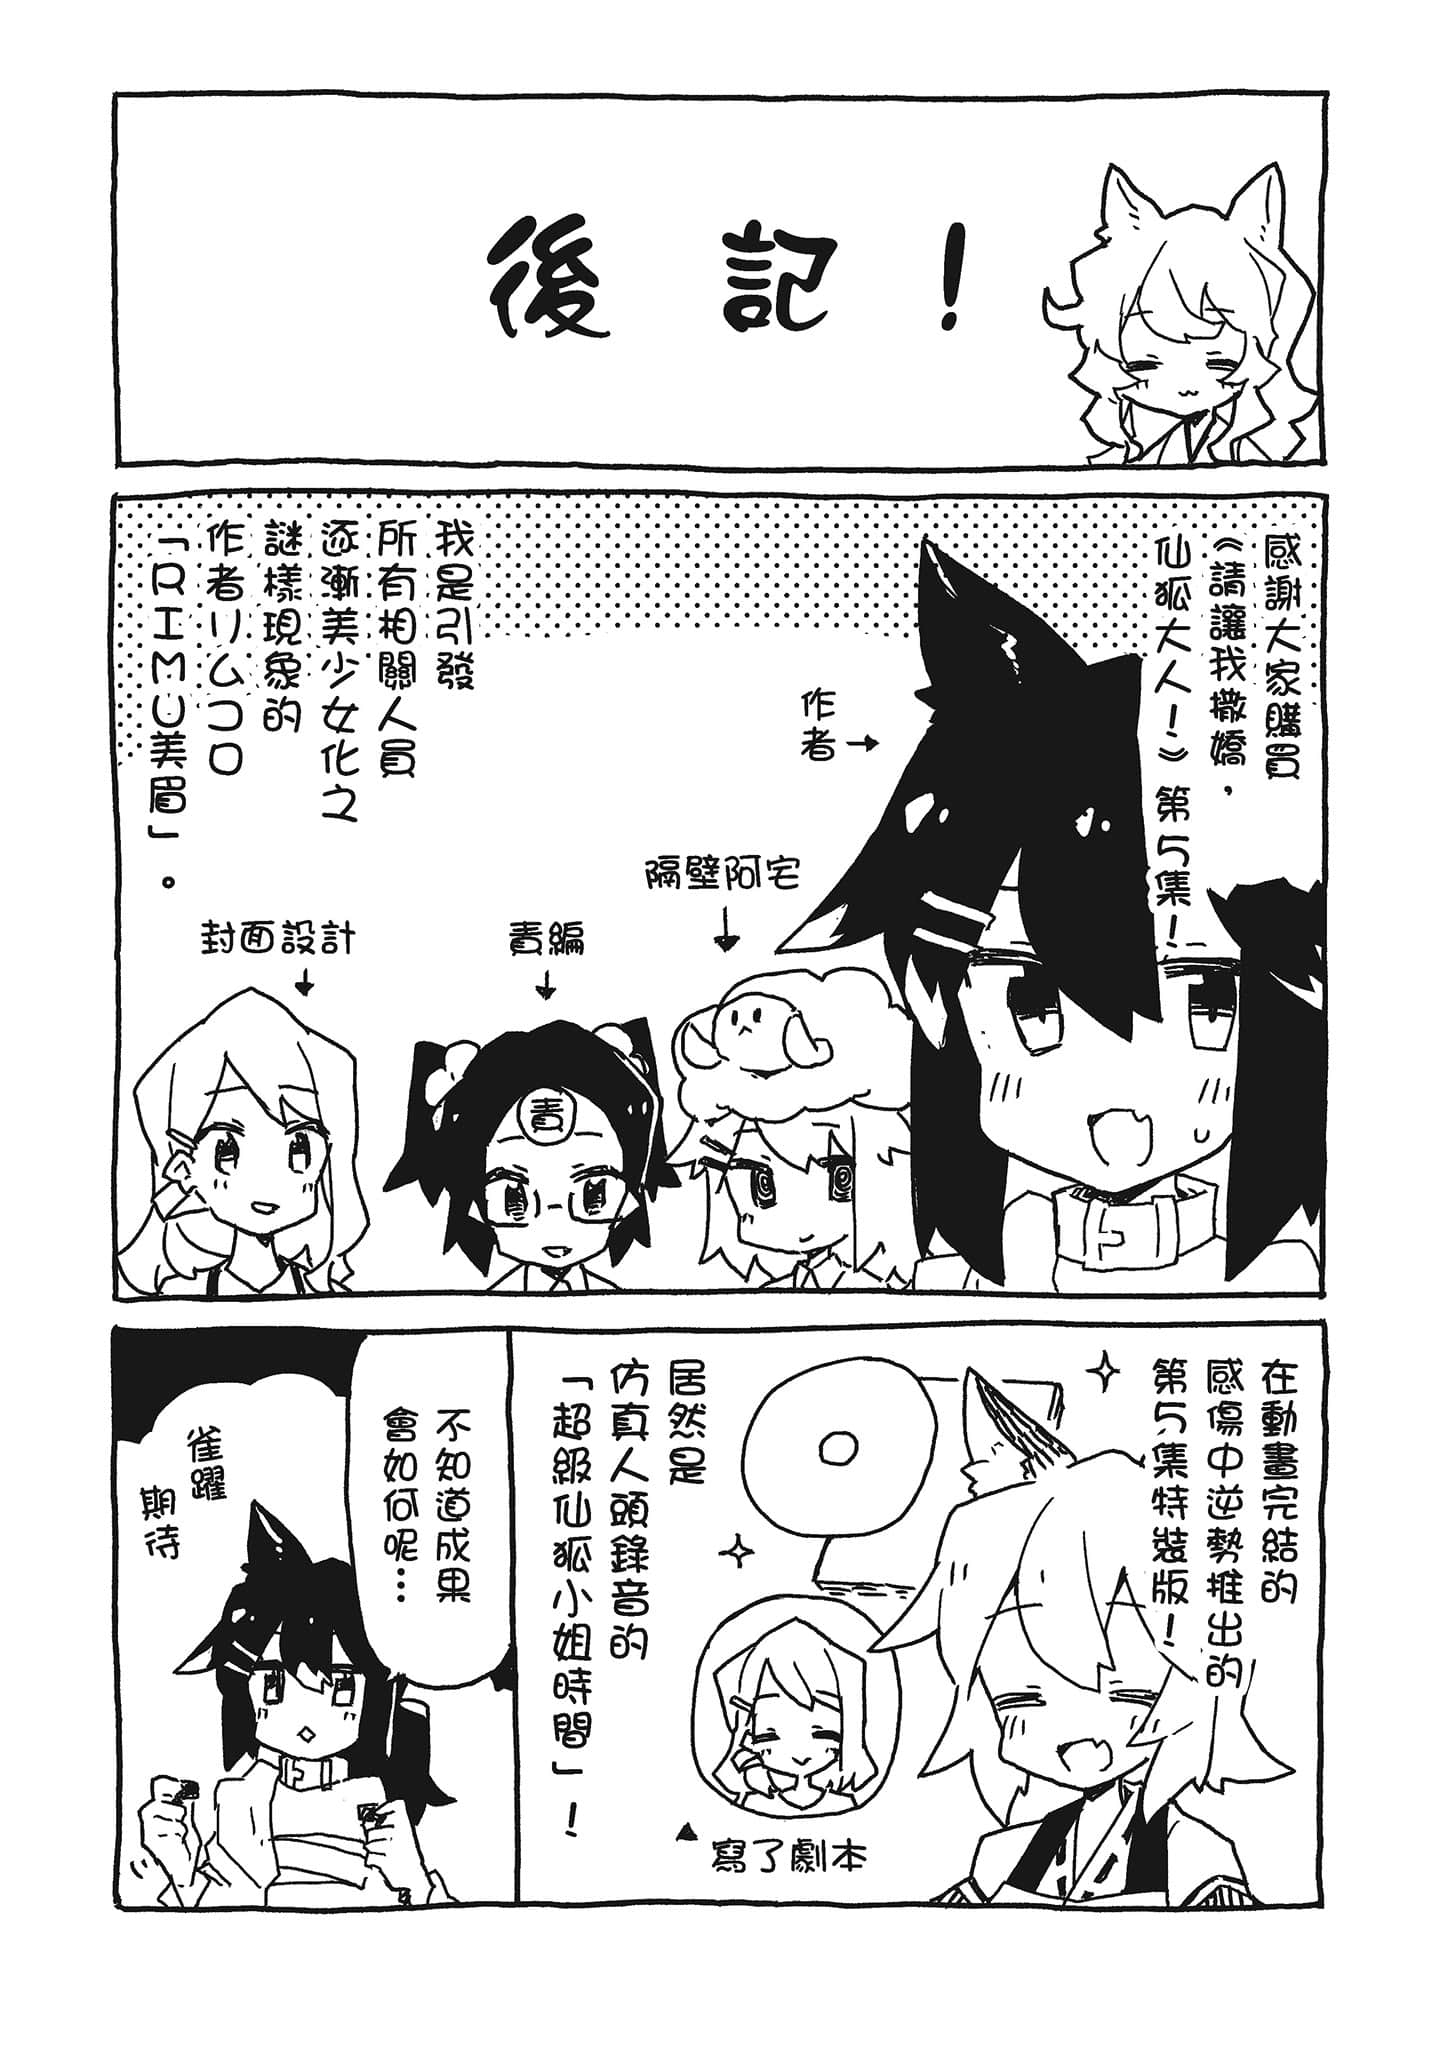 後記！
感謝大家購買
《請讓我撒嬌，
仙狐大人！》第5集！
作者→
隔壁阿宅
責編
責
封面設計
我是引發
所有相關人員
逐漸美少女化之
謎樣現象的
作者リムコロ
「RIMU美眉」。
在動畫完結的
感傷中逆勢推出的
第5集特裝版！
居然是
仿真人頭錄音的
「超級仙狐小姐時間」！
寫了劇本
不知道成果
會如何呢…
雀躍
期待